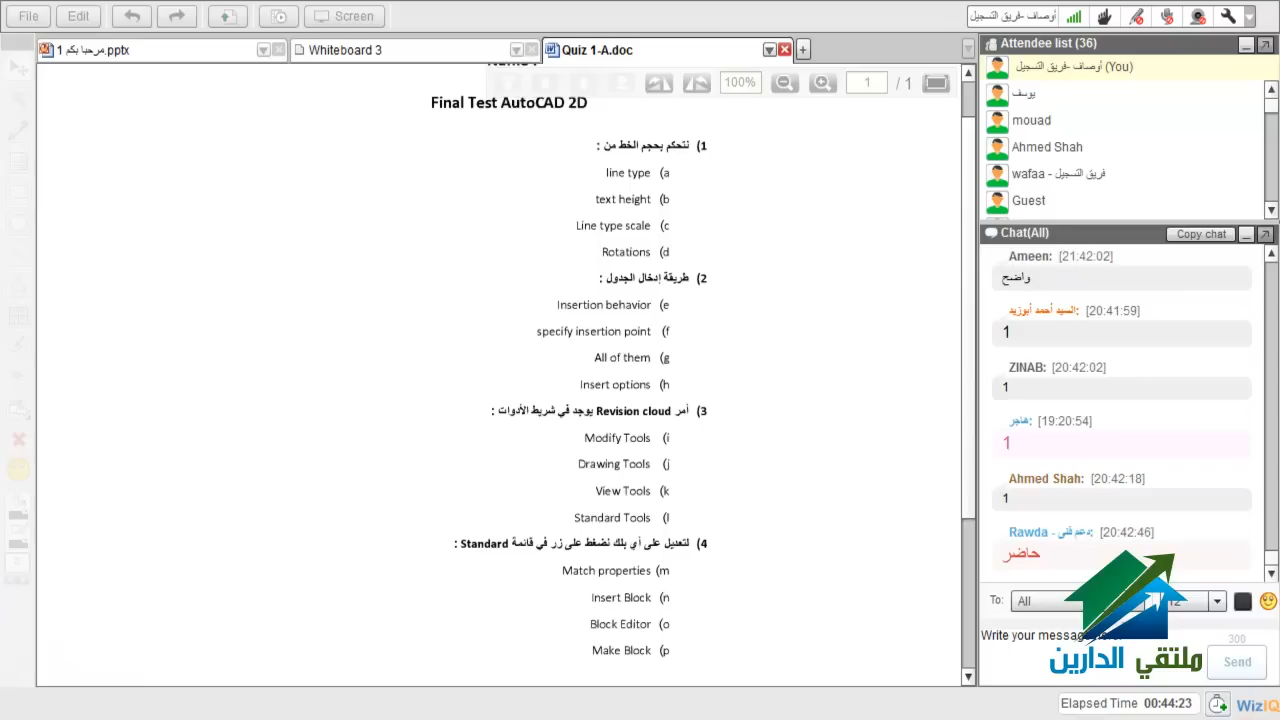 File
Edit
Screen
أوصاف -فريق التسجيل
مرحبا بكم 1.pptx
Whiteboard 3
Quiz 1-A.doc
100%
1
/ 1
Final Test AutoCAD 2D
1) نتحكم بحجم الخط من :
a) line type
b) text height
c) Line type scale
d) Rotations
2) طريقة إدخال الجدول :
e) Insertion behavior
f) specify insertion point
g) All of them
h) Insert options
3) أمر Revision cloud يوجد في شريط الأدوات :
i) Modify Tools
j) Drawing Tools
k) View Tools
l) Standard Tools
4) لتعديل على أي بلك نضغط على زر في قائمة Standard :
m) Match properties
n) Insert Block
o) Block Editor
p) Make Block
Attendee list (36)
أوصاف -فريق التسجيل (You)
يوسف
mouad
Ahmed Shah
wafaa - فريق التسجيل
Guest
Chat(All)
Copy chat
Ameen: [21:42:02]
واضح
السيد أحمد أبوزيد: [20:41:59]
1
ZINAB: [20:42:02]
1
هاجر: [19:20:54]
1
Ahmed Shah: [20:42:18]
1
Rawda - دعم فنى: [20:42:46]
حاضر
To:
All
12
Write your message
300
Send
ملتقي الدارين
Elapsed Time 00:44:23
WizIQ